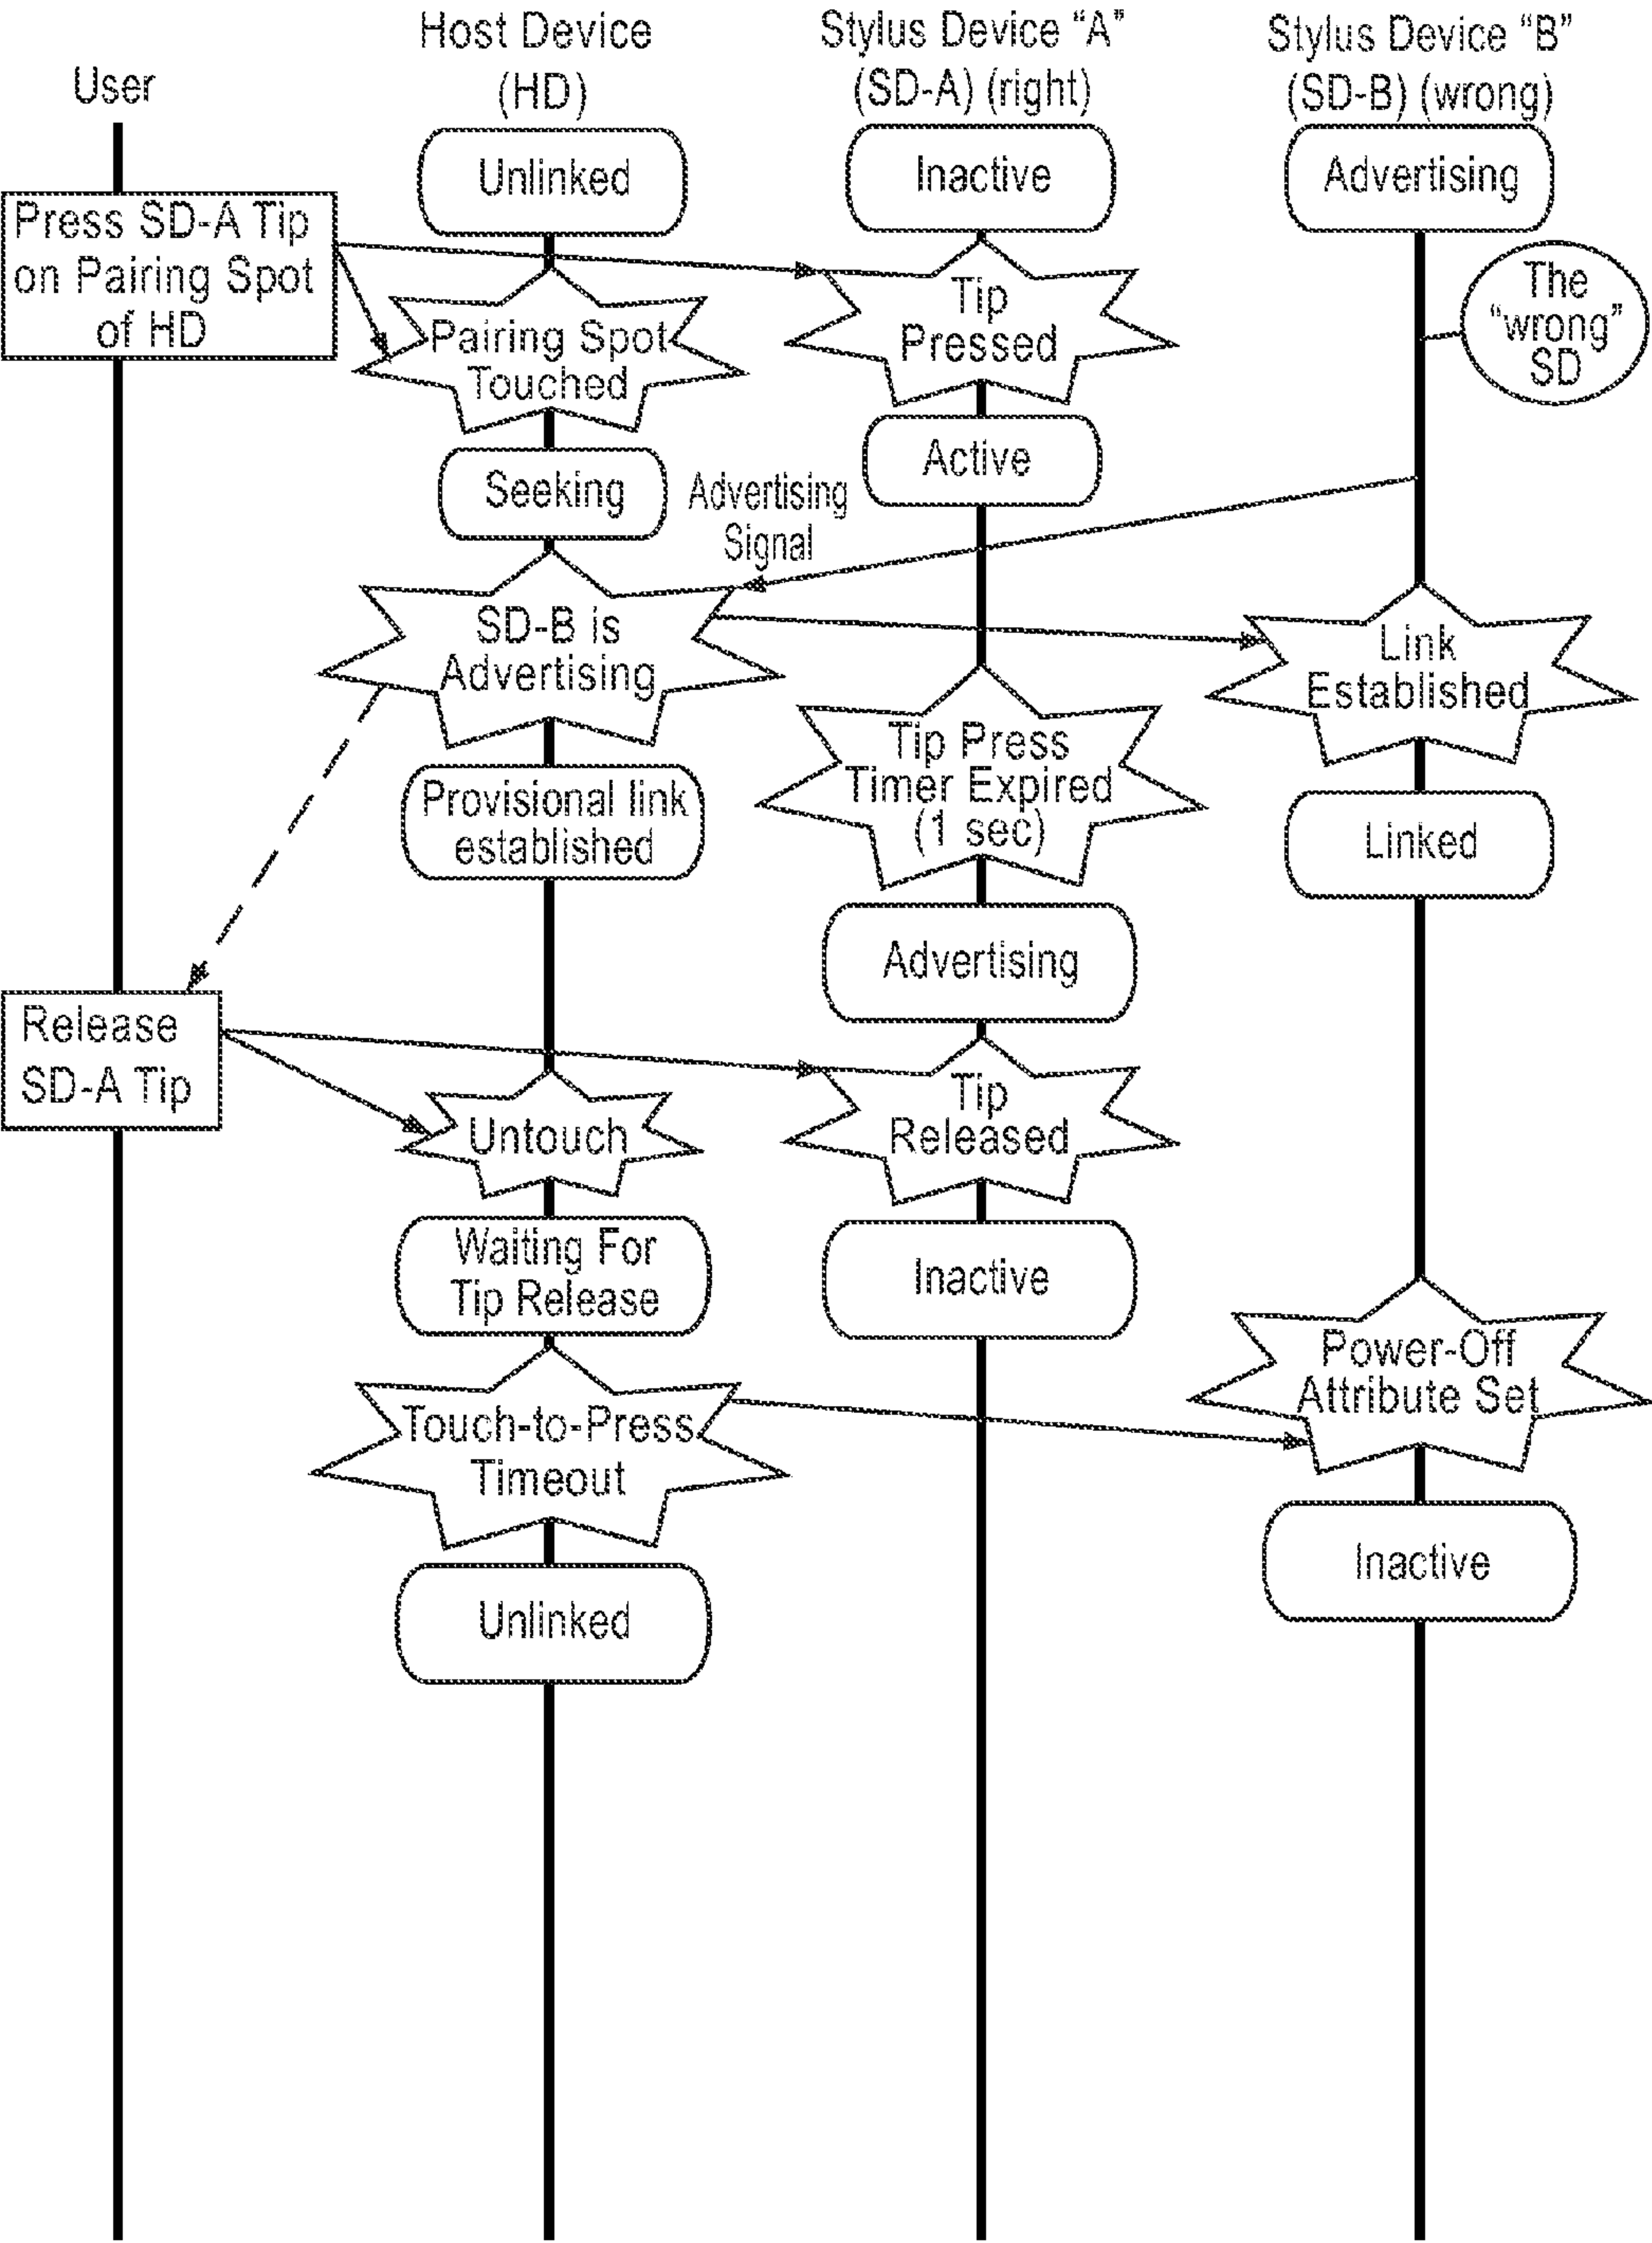 User
Host Device
(HD)
Stylus Device “A”
(SD-A) (right)
Stylus Device “B”
(SD-B) (wrong)
Unlinked
Inactive
Advertising
Press SD-A Tip
on Pairing Spot
of HD
Pairing Spot
Touched
Tip
Pressed
The
“wrong”
SD
Seeking
Active
Advertising
Signal
SD-B is
Advertising
Link
Established
Tip Press
Timer Expired
(1 sec)
Provisional link
established
Linked
Advertising
Release
SD-A Tip
Untouch
Tip
Released
Waiting For
Tip Release
Inactive
Power-Off
Attribute Set
Touch-to-Press
Timeout
Inactive
Unlinked